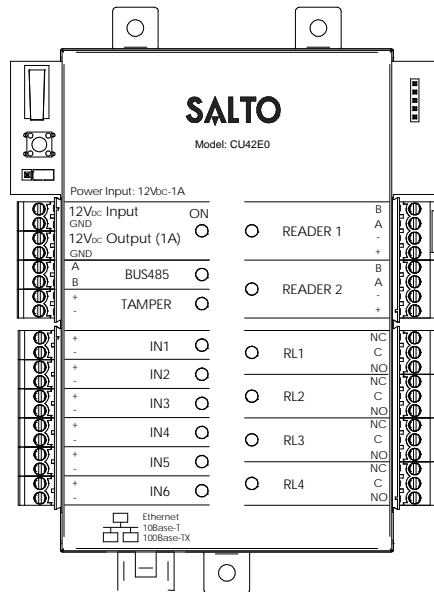 SALTO
Model: CU42E0
Power Input: 12VDC-1A
12VDC Input
GND
12VDC Output (1A)
GND
ON
A
B
BUS485
+
-
TAMPER
+
-
IN1
+
-
IN2
+
-
IN3
+
-
IN4
+
-
IN5
+
-
IN6
READER 1
B
A
-
+
READER 2
B
A
-
+
RL1
NC
C
NO
RL2
NC
C
NO
RL3
NC
C
NO
RL4
NC
C
NO
Ethernet
10Base-T
100Base-TX